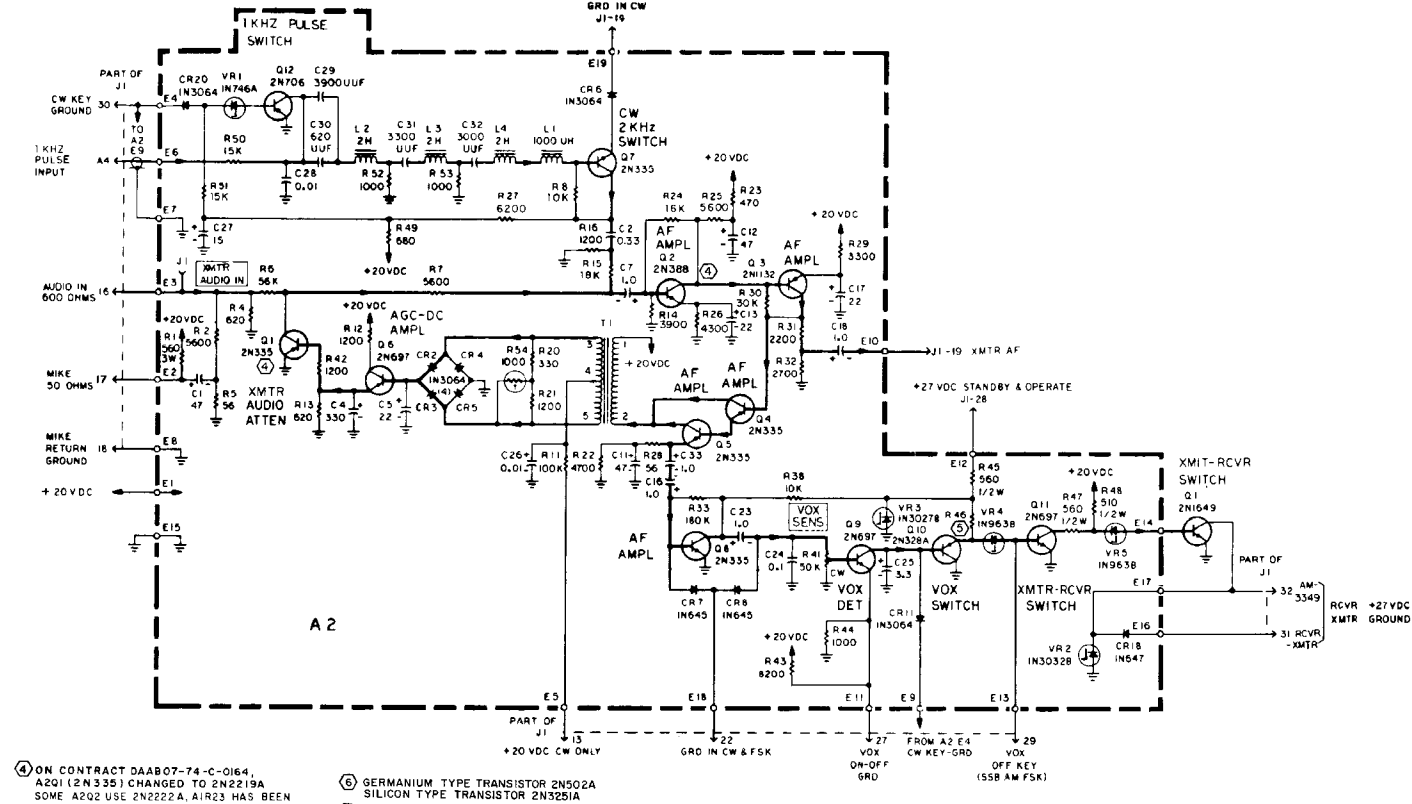 GRD IN CW
J1-19
1KHZ PULSE
SWITCH
E19
PART OF
J1
CR20
1N3064
VR1
1N746A
Q12
2N706
C29
3900UUF
CR6
1N3064
CW KEY
GROUND
30
E4
TO
A2
E9
C30
620
UUF
L2
2H
C31
3300
UUF
L3
2H
C32
3000
UUF
L4
2H
L1
1000 UH
CW
2KHz
SWITCH
1KHZ
PULSE
INPUT
A4
E6
R50
15K
Q7
2N335
+20VDC
R51
15K
C28
0.01
R52
1000
R53
1000
R27
6200
R8
10K
R24
16K
R25
5600
R23
470
E7
C27
15
R49
680
+20VDC
R16
1200
C2
0.33
R15
18K
AF
AMPL
Q2
2N388
4
C12
47
+20VDC
AF
AMPL
Q3
2N1132
R29
3300
J1
XMTR
AUDIO IN
R6
56K
R7
5600
C7
1.0
AUDIO IN
600 OHMS
16
E3
C17
22
R14
3900
R26
4300
C13
22
R30
30K
R31
2200
C18
1.0
E10
J1-19 XMTR AF
R32
2700
+20VDC
R1
560
3W
R2
5600
R4
620
Q1
2N335
4
R42
1200
+20VDC
R12
1200
AGC-DC
AMPL
Q6
2N697
CR2
CR4
1N3064
(4)
CR3
CR5
R54
1000
R20
330
R21
1200
T1
3
4
5
1
2
+20VDC
AF
AMPL
AF
AMPL
Q4
2N335
Q5
2N335
MIKE
50 OHMS
17
E2
C1
47
R5
56
XMTR
AUDIO
ATTEN
R13
620
C4
330
C5
22
+27 VDC STANDBY & OPERATE
J1-28
MIKE
RETURN
GROUND
18
E8
C26
0.01
R11
100K
R22
4700
C11
47
R28
56
C33
1.0
C16
1.0
+20VDC
E1
E15
E12
R45
560
1/2W
R38
10K
R33
180K
C23
1.0
VOX
SENS
VR3
1N3027B
R46
5
VR4
1N963B
+20VDC
Q11
2N697
R47
560
1/2W
R48
510
1/2W
E14
XMIT-RCVR
SWITCH
Q1
2N1649
VR5
1N963B
AF
AMPL
Q8
2N335
C24
0.1
R41
50K
CW
Q9
2N697
Q10
2N328A
C25
3.3
CR7
1N645
CR8
1N645
VOX
DET
CR11
1N3064
VOX
SWITCH
XMTR-RCVR
SWITCH
E17
PART OF
J1
32
AM-
3349
RCVR +27VDC
XMTR GROUND
E16
31 RCVR
-XMTR
VR2
1N3032B
CR18
1N647
A2
+20VDC
R43
8200
R44
1000
E5
E18
E11
E9
E13
PART OF
J1
13
+20 VDC CW ONLY
22
GRD IN CW & FSK
27
VOX
ON-OFF
GRD
FROM A2 E4
CW KEY-GRD
29
VOX
OFF KEY
(SSB AM FSK)
4 ON CONTRACT DAAB07-74-C-0164,
A2Q1 (2N335) CHANGED TO 2N2219A
SOME A2Q2 USE 2N2222A, A1R23 HAS BEEN
6 GERMANIUM TYPE TRANSISTOR 2N502A
SILICON TYPE TRANSISTOR 2N3251A